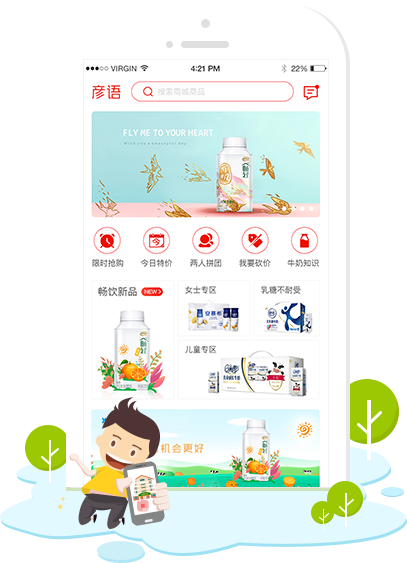 VIRGIN
4:21 PM
22%
彦语
搜索商城商品
FLY ME TO YOUR HEART
Wish you a beautiful day
限时抢购
今日特价
两人拼团
我要砍价
牛奶知识
畅饮新品
NEW
女士专区
乳糖不耐受
儿童专区
机会更好